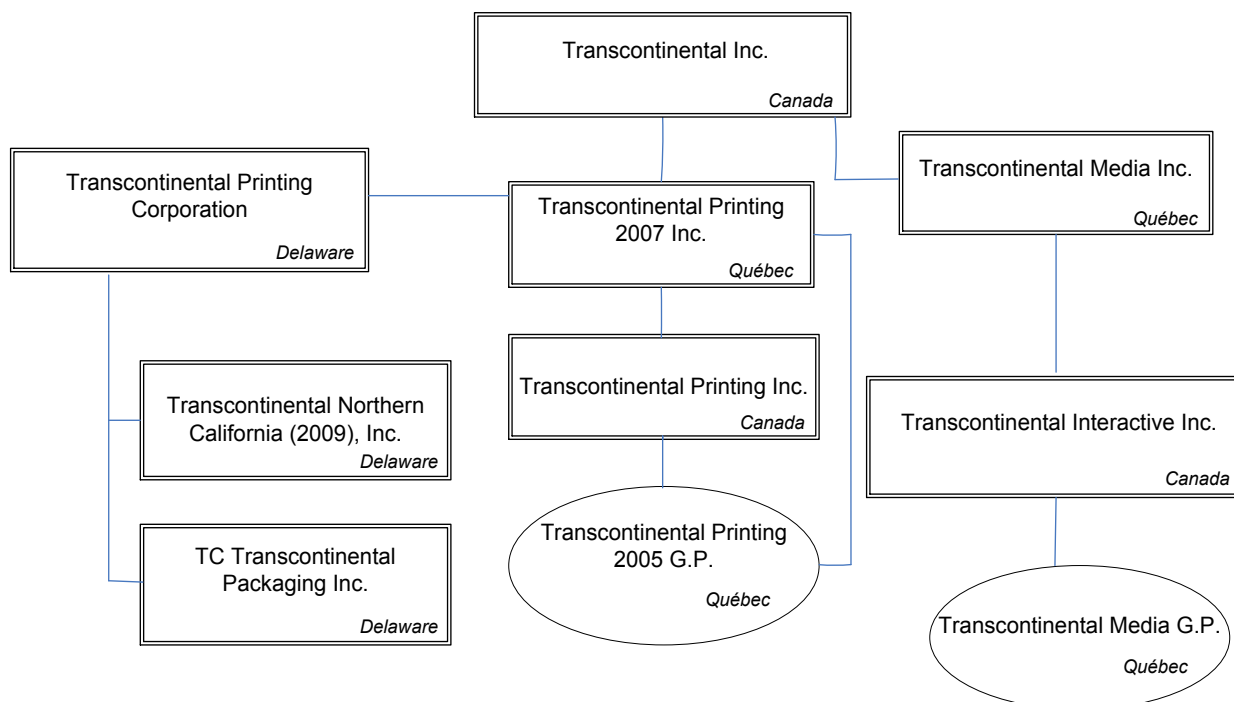 Transcontinental Inc.
Canada
Transcontinental Printing
Corporation
Delaware
Transcontinental Printing
2007 Inc.
Québec
Transcontinental Media Inc.
Québec
Transcontinental Northern
California (2009), Inc.
Delaware
Transcontinental Printing Inc.
Canada
Transcontinental Interactive Inc.
Canada
TC Transcontinental
Packaging Inc.
Delaware
Transcontinental Printing
2005 G.P.
Québec
Transcontinental Media G.P.
Québec